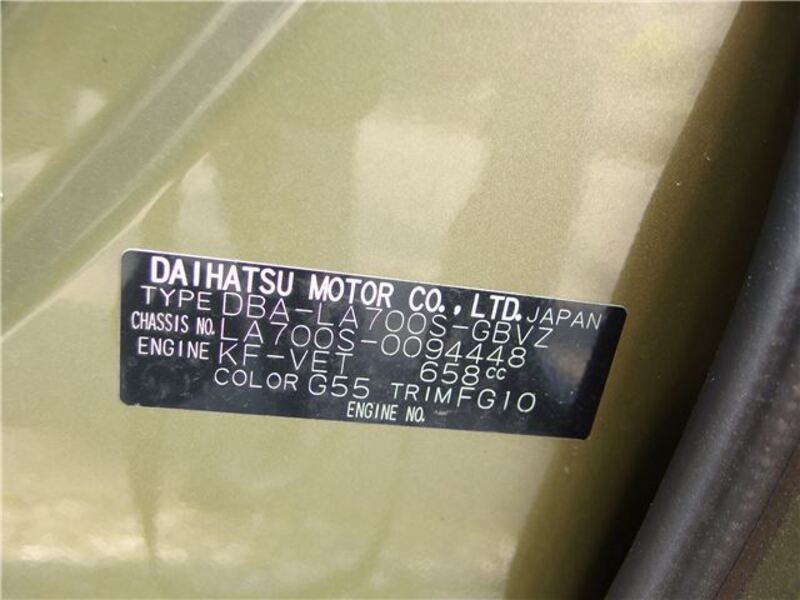 DAIHATSU MOTOR CO., LTD. JAPAN
TYPE DBA-LA700S-GBVZ
CHASSIS NO. LA700S-0094448
ENGINE KF-VET 658cc
COLOR G55 TRIM FG10
ENGINE NO.